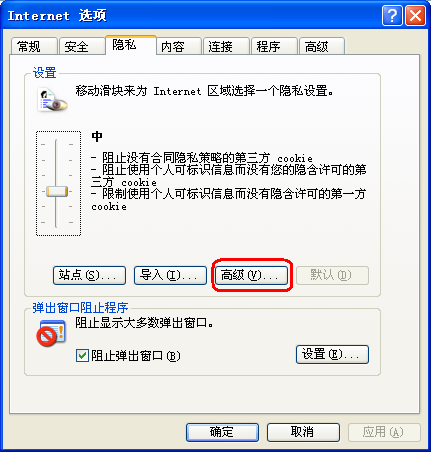 Internet 选项
常规 安全 隐私 内容 连接 程序 高级
设置
移动滑块来为 Internet 区域选择一个隐私设置。
中
- 阻止没有合同隐私策略的第三方 cookie
- 阻止使用个人可标识信息而没有您的隐含许可的第
三方 cookie
- 限制使用个人可标识信息而没有隐含许可的第一方
cookie
站点(S)... 导入(I)... 高级(V)... 默认(D)
弹出窗口阻止程序
阻止显示大多数弹出窗口。
阻止弹出窗口(B) 设置(E)...
确定 取消 应用(A)